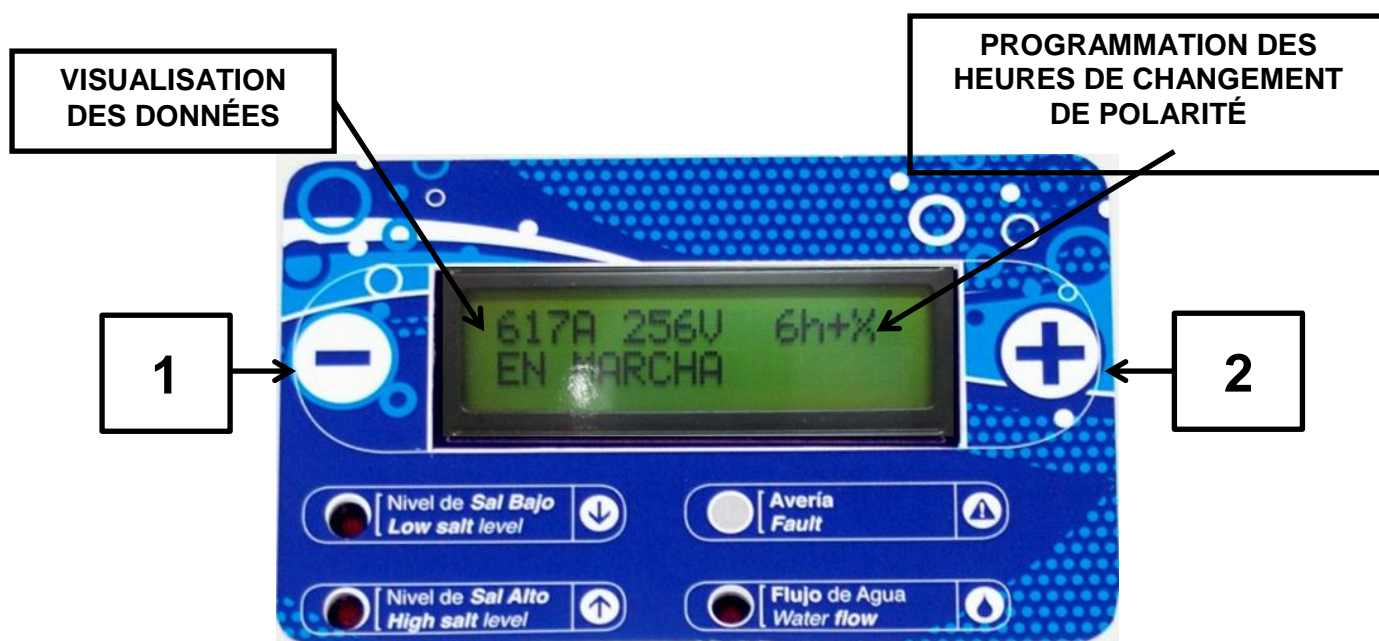 VISUALISATION
DES DONNÉES
PROGRAMMATION DES
HEURES DE CHANGEMENT
DE POLARITÉ
1
617A 256V 6h+%
EN MARCHA
2
Nivel de Sal Bajo
Low salt level
Avería
Fault
Nivel de Sal Alto
High salt level
Flujo de Agua
Water flow